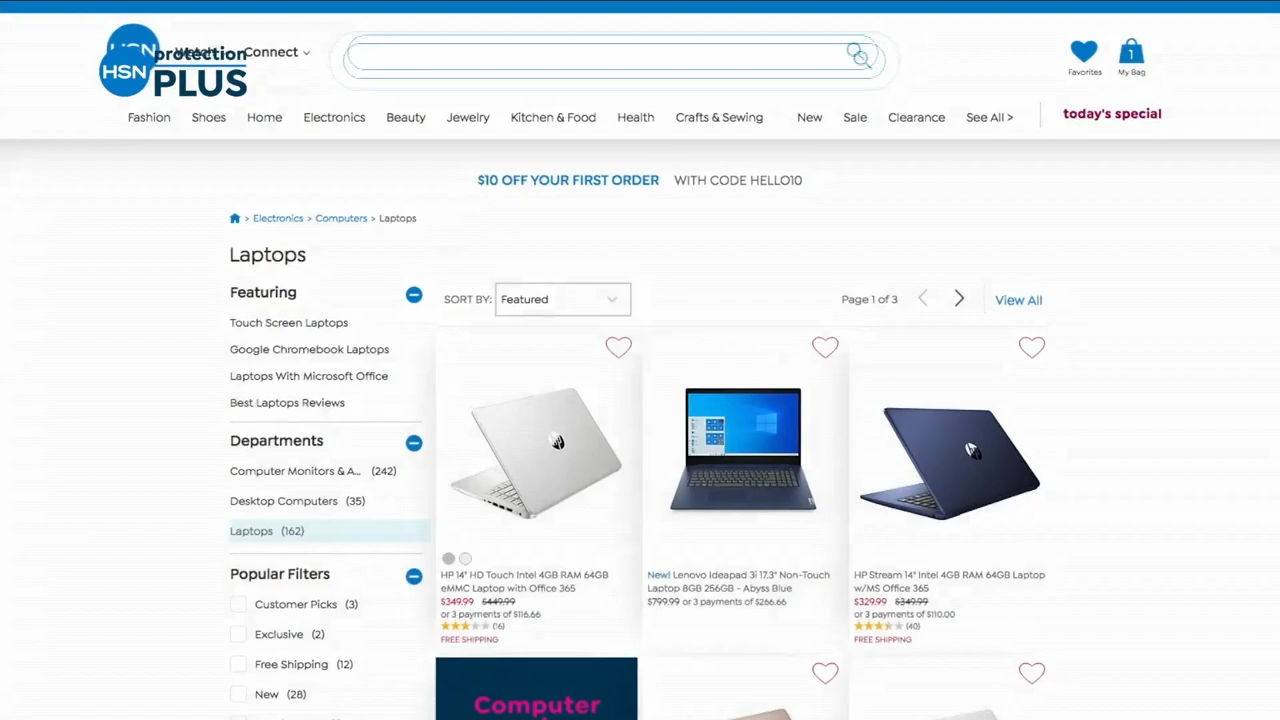 HSN
Watch
HSN
protection
PLUS
Connect
1
Favorites
My Bag
Fashion
Shoes
Home
Electronics
Beauty
Jewelry
Kitchen & Food
Health
Crafts & Sewing
New
Sale
Clearance
See All >
today's special
$10 OFF YOUR FIRST ORDER WITH CODE HELLO10
> Electronics > Computers > Laptops
Laptops
Featuring
Touch Screen Laptops
Google Chromebook Laptops
Laptops With Microsoft Office
Best Laptops Reviews
Departments
Computer Monitors & A... (242)
Desktop Computers (35)
Laptops (162)
Popular Filters
Customer Picks (3)
Exclusive (2)
Free Shipping (12)
New (28)
SORT BY: Featured
Page 1 of 3
View All
HP 14" HD Touch Intel 4GB RAM 64GB
eMMC Laptop with Office 365
$349.99 $449.99
or 3 payments of $116.66
(16)
FREE SHIPPING
New! Lenovo Ideapad 3i 17.3" Non-Touch
Laptop 8GB 256GB - Abyss Blue
$799.99 or 3 payments of $266.66
HP Stream 14" Intel 4GB RAM 64GB Laptop
w/MS Office 365
$329.99 $349.99
or 3 payments of $110.00
(40)
FREE SHIPPING
Computer